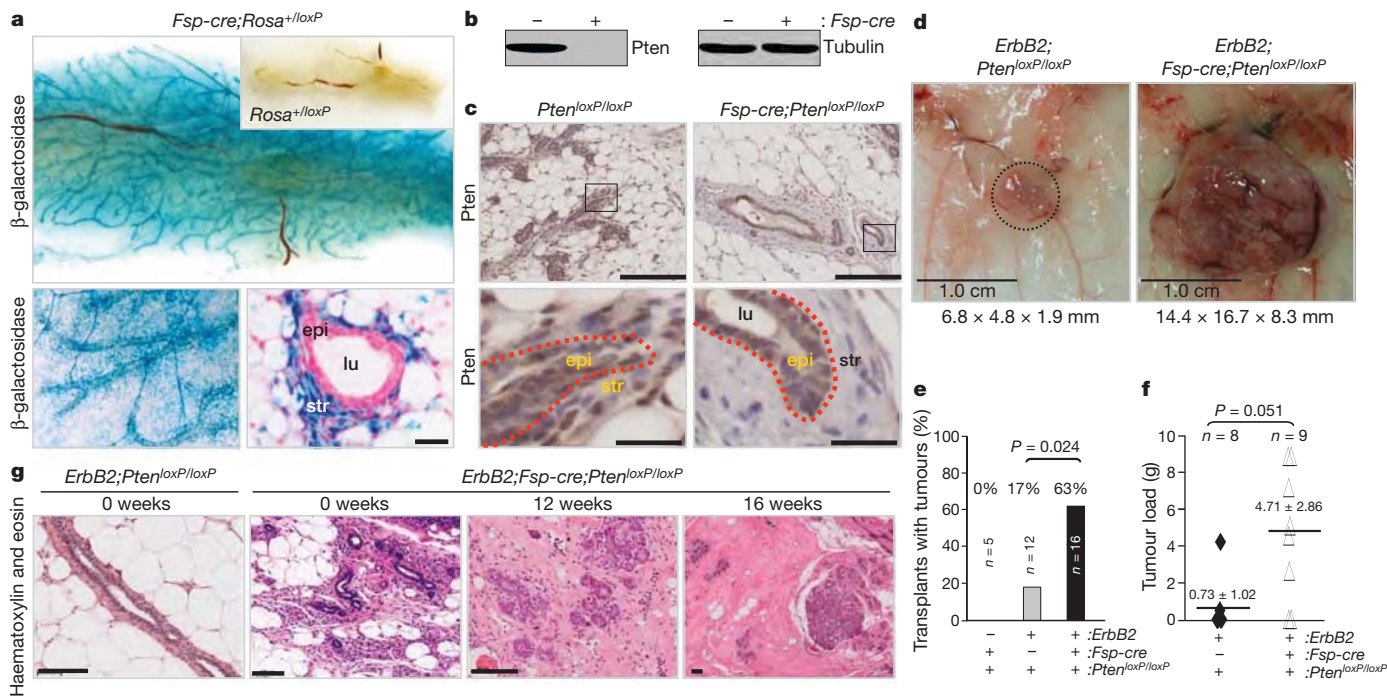 a
Fsp-cre;Rosa+/loxP
β-galactosidase
Rosa+/loxP
β-galactosidase
epi
lu
str
b
– + – + : Fsp-cre
Pten Tubulin
c
PtenloxP/loxP Fsp-cre;PtenloxP/loxP
Pten
Pten
epi
str
lu
epi
str
d
ErbB2; PtenloxP/loxP
ErbB2; Fsp-cre;PtenloxP/loxP
1.0 cm 1.0 cm
6.8 × 4.8 × 1.9 mm 14.4 × 16.7 × 8.3 mm
e
Transplants with tumours (%)
P = 0.024
100
80
60
40
20
0
0% 17% 63%
n = 5 n = 12 n = 16
– + + :ErbB2
+ – + :Fsp-cre
+ + + :PtenloxP/loxP
f
Tumour load (g)
P = 0.051
n = 8 n = 9
10
8
6
4
2
0
4.71 ± 2.86
0.73 ± 1.02
+ + :ErbB2
– + :Fsp-cre
+ + :PtenloxP/loxP
g
ErbB2;PtenloxP/loxP ErbB2;Fsp-cre;PtenloxP/loxP
0 weeks 0 weeks 12 weeks 16 weeks
Haematoxylin and eosin